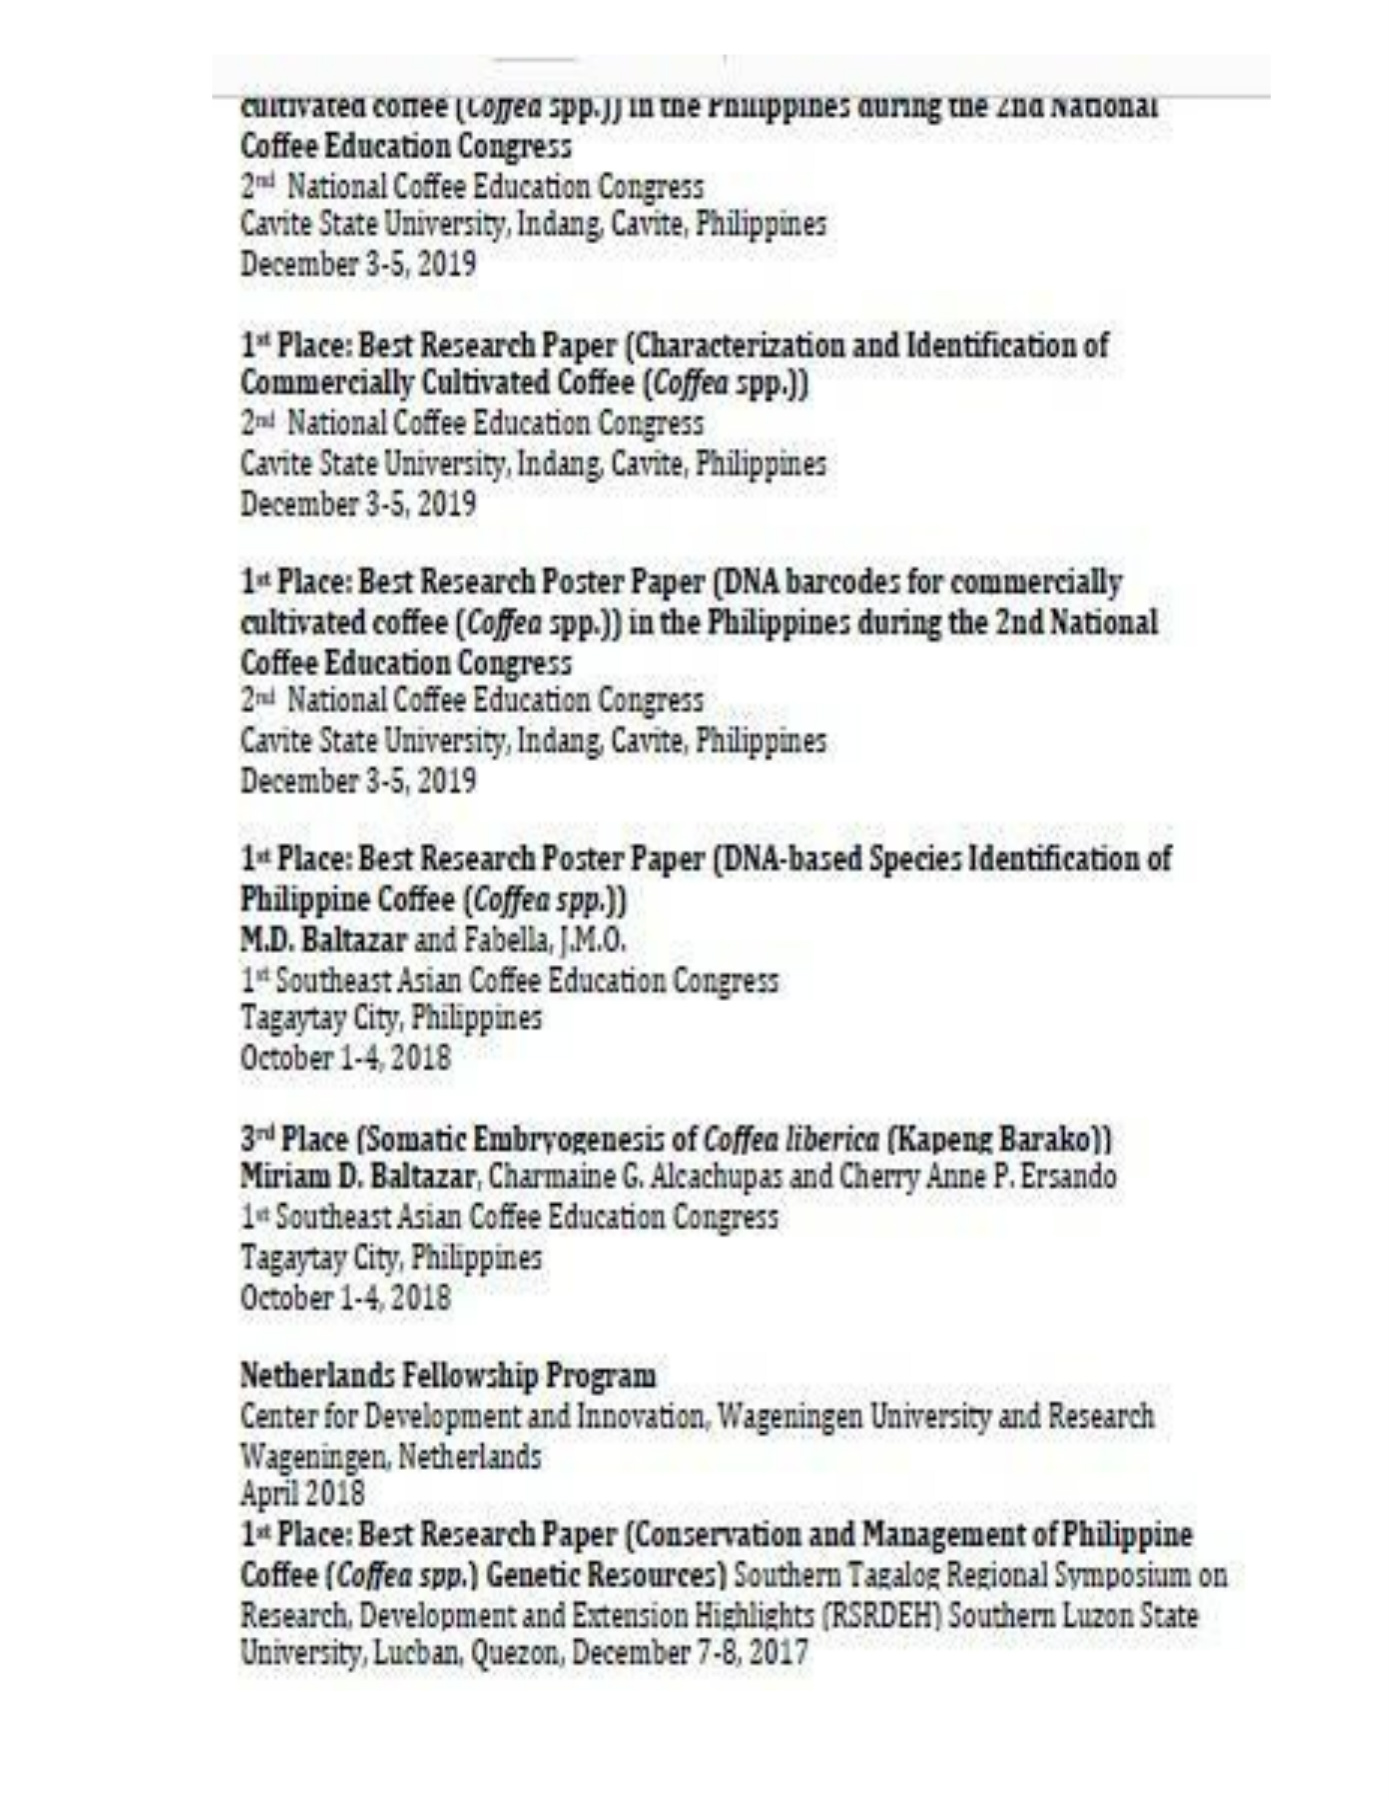 cultivated coffee (Coffea spp.)) in the Philippines during the 2nd National
Coffee Education Congress
2nd National Coffee Education Congress
Cavite State University, Indang, Cavite, Philippines
December 3-5, 2019
1st Place: Best Research Paper (Characterization and Identification of
Commercially Cultivated Coffee (Coffea spp.))
2nd National Coffee Education Congress
Cavite State University, Indang, Cavite, Philippines
December 3-5, 2019
1st Place: Best Research Poster Paper (DNA barcodes for commercially
cultivated coffee (Coffea spp.)) in the Philippines during the 2nd National
Coffee Education Congress
2nd National Coffee Education Congress
Cavite State University, Indang, Cavite, Philippines
December 3-5, 2019
1st Place: Best Research Poster Paper (DNA-based Species Identification of
Philippine Coffee (Coffea spp.))
M.D. Baltazar and Fabella, J.M.O.
1st Southeast Asian Coffee Education Congress
Tagaytay City, Philippines
October 1-4, 2018
3rd Place (Somatic Embryogenesis of Coffea liberica (Kapeng Barako))
Miriam D. Baltazar, Charmaine G. Alcachupas and Cherry Anne P. Ersando
1st Southeast Asian Coffee Education Congress
Tagaytay City, Philippines
October 1-4, 2018
Netherlands Fellowship Program
Center for Development and Innovation, Wageningen University and Research
Wageningen, Netherlands
April 2018
1st Place: Best Research Paper (Conservation and Management of Philippine
Coffee (Coffea spp.) Genetic Resources) Southern Tagalog Regional Symposium on
Research, Development and Extension Highlights (RSRDEH) Southern Luzon State
University, Lucban, Quezon, December 7-8, 2017